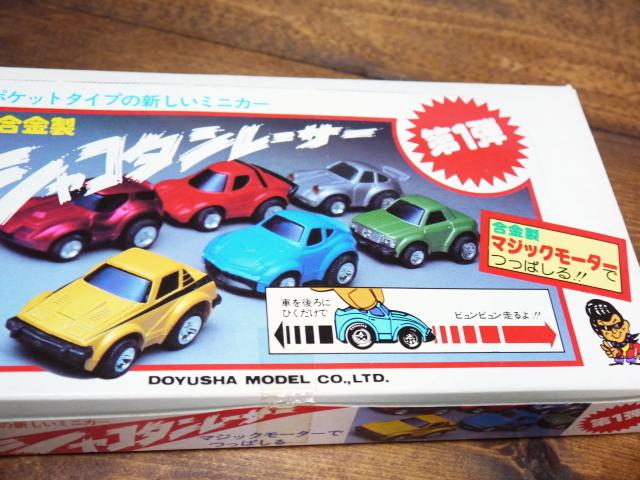 ポケットタイプの新しいミニカー
合金製
シャコタンレーサー
第1弾
合金製
マジックモーターで
つっぱしる!!
車を後ろに
ひくだけで
ビュンビュン走るよ!!
DOYUSHA MODEL CO.,LTD.
の新しいミニカー
シャコタンレーサー
マジックモーターで
つっぱしる
第1弾